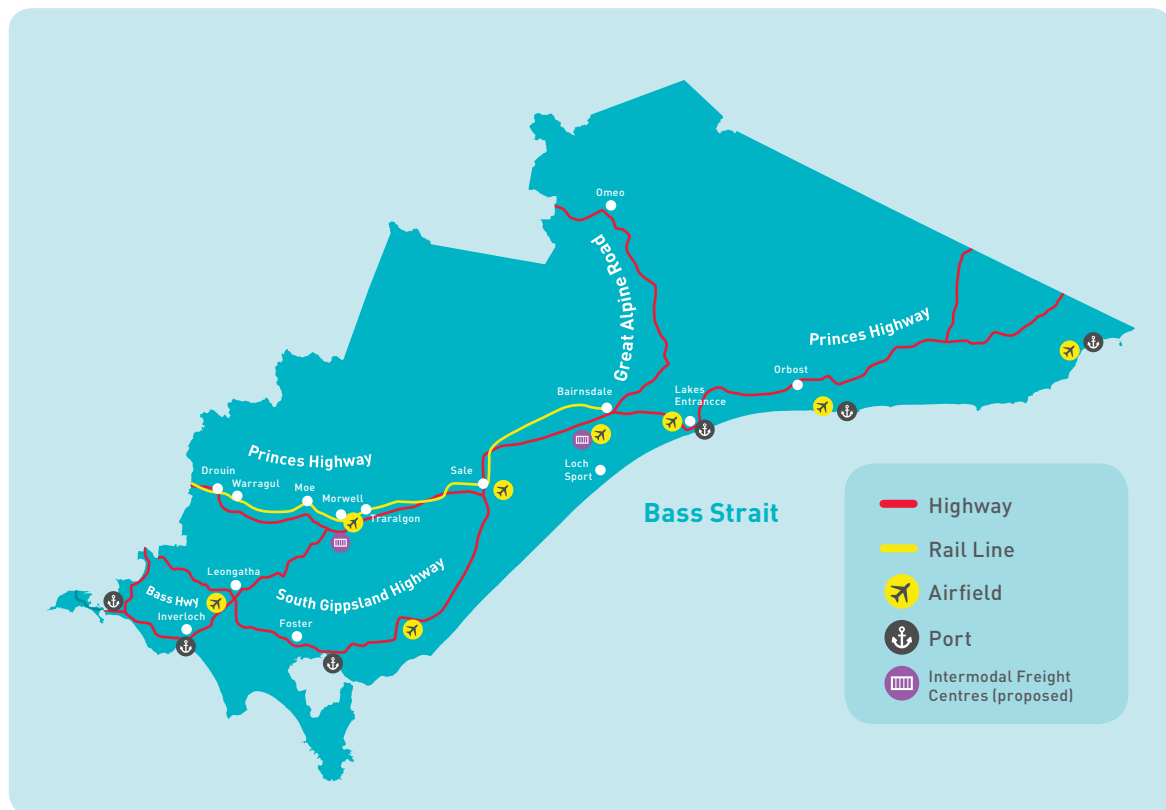 Omeo
Great Alpine Road
Princes Highway
Orbost
Bairnsdale
Lakes
Entrancce
Loch
Sport
Sale
Princes Highway
Drouin
Warragul
Moe
Morwell
Traralgon
Bass Strait
Leongatha
Bass Hwy
Inverloch
South Gippsland Highway
Foster
Highway
Rail Line
Airfield
Port
Intermodal Freight
Centres (proposed)